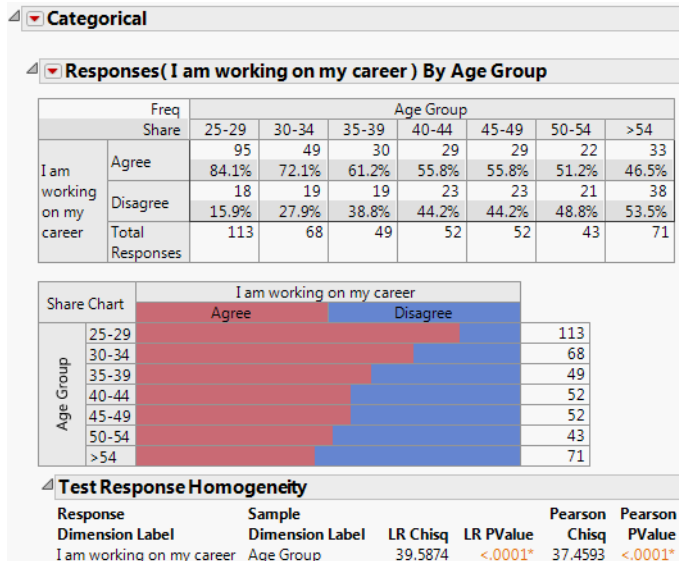 Categorical
Responses( I am working on my career ) By Age Group
Freq Age Group
Share 25-29 30-34 35-39 40-44 45-49 50-54 >54
I am working on my career
Agree 95 49 30 29 29 22 33
84.1% 72.1% 61.2% 55.8% 55.8% 51.2% 46.5%
Disagree 18 19 19 23 23 21 38
15.9% 27.9% 38.8% 44.2% 44.2% 48.8% 53.5%
Total Responses 113 68 49 52 52 43 71
Share Chart I am working on my career
Agree Disagree
Age Group
25-29 113
30-34 68
35-39 49
40-44 52
45-49 52
50-54 43
>54 71
Test Response Homogeneity
Response Sample Pearson Pearson
Dimension Label Dimension Label LR Chisq LR PValue Chisq PValue
I am working on my career Age Group 39.5874 <.0001* 37.4593 <.0001*